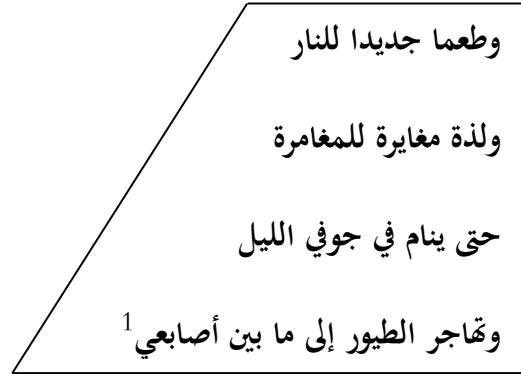 وطعما جديدا للنار
ولذة مغايرة للمغامرة
حتى ينام في جوفي الليل
وتهاجر الطيور إلى ما بين أصابعي1